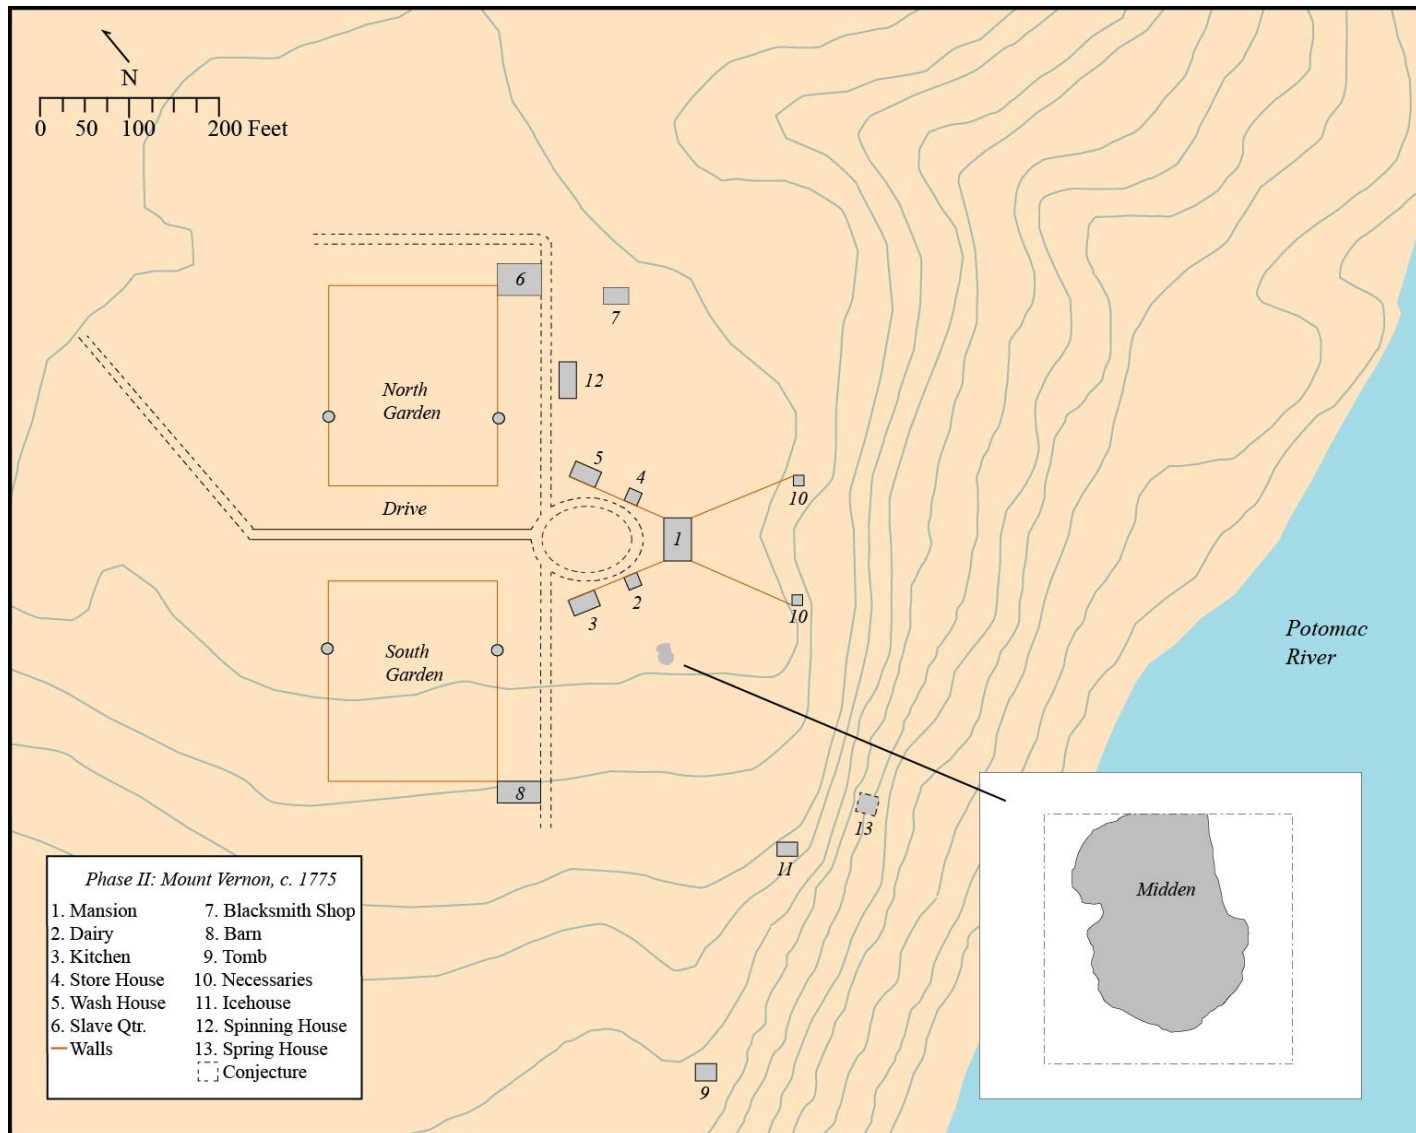 N
0 50 100 200 Feet
6
7
North
Garden
12
5
4
10
Drive
1
2
3
10
South
Garden
Potomac
River
8
13
11
Midden
9
Phase II: Mount Vernon, c. 1775
1. Mansion
2. Dairy
3. Kitchen
4. Store House
5. Wash House
6. Slave Qtr.
Walls
7. Blacksmith Shop
8. Barn
9. Tomb
10. Necessaries
11. Icehouse
12. Spinning House
13. Spring House
Conjecture